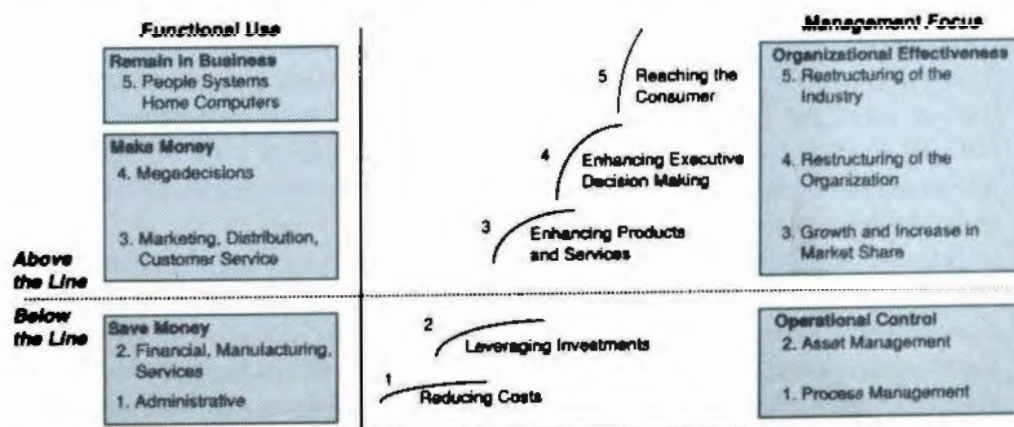 Functional Use
Remain in Business
5. People Systems
Home Computers
Make Money
4. Megadecisions
3. Marketing, Distribution,
Customer Service
Above
the Line
Below
the Line
Save Money
2. Financial, Manufacturing,
Services
1. Administrative
5 Reaching the
Consumer
4 Enhancing Executive
Decision Making
3 Enhancing Products
and Services
2 Leveraging Investments
1 Reducing Costs
Management Focus
Organizational Effectiveness
5. Restructuring of the
Industry
4. Restructuring of the
Organization
3. Growth and Increase in
Market Share
Operational Control
2. Asset Management
1. Process Management